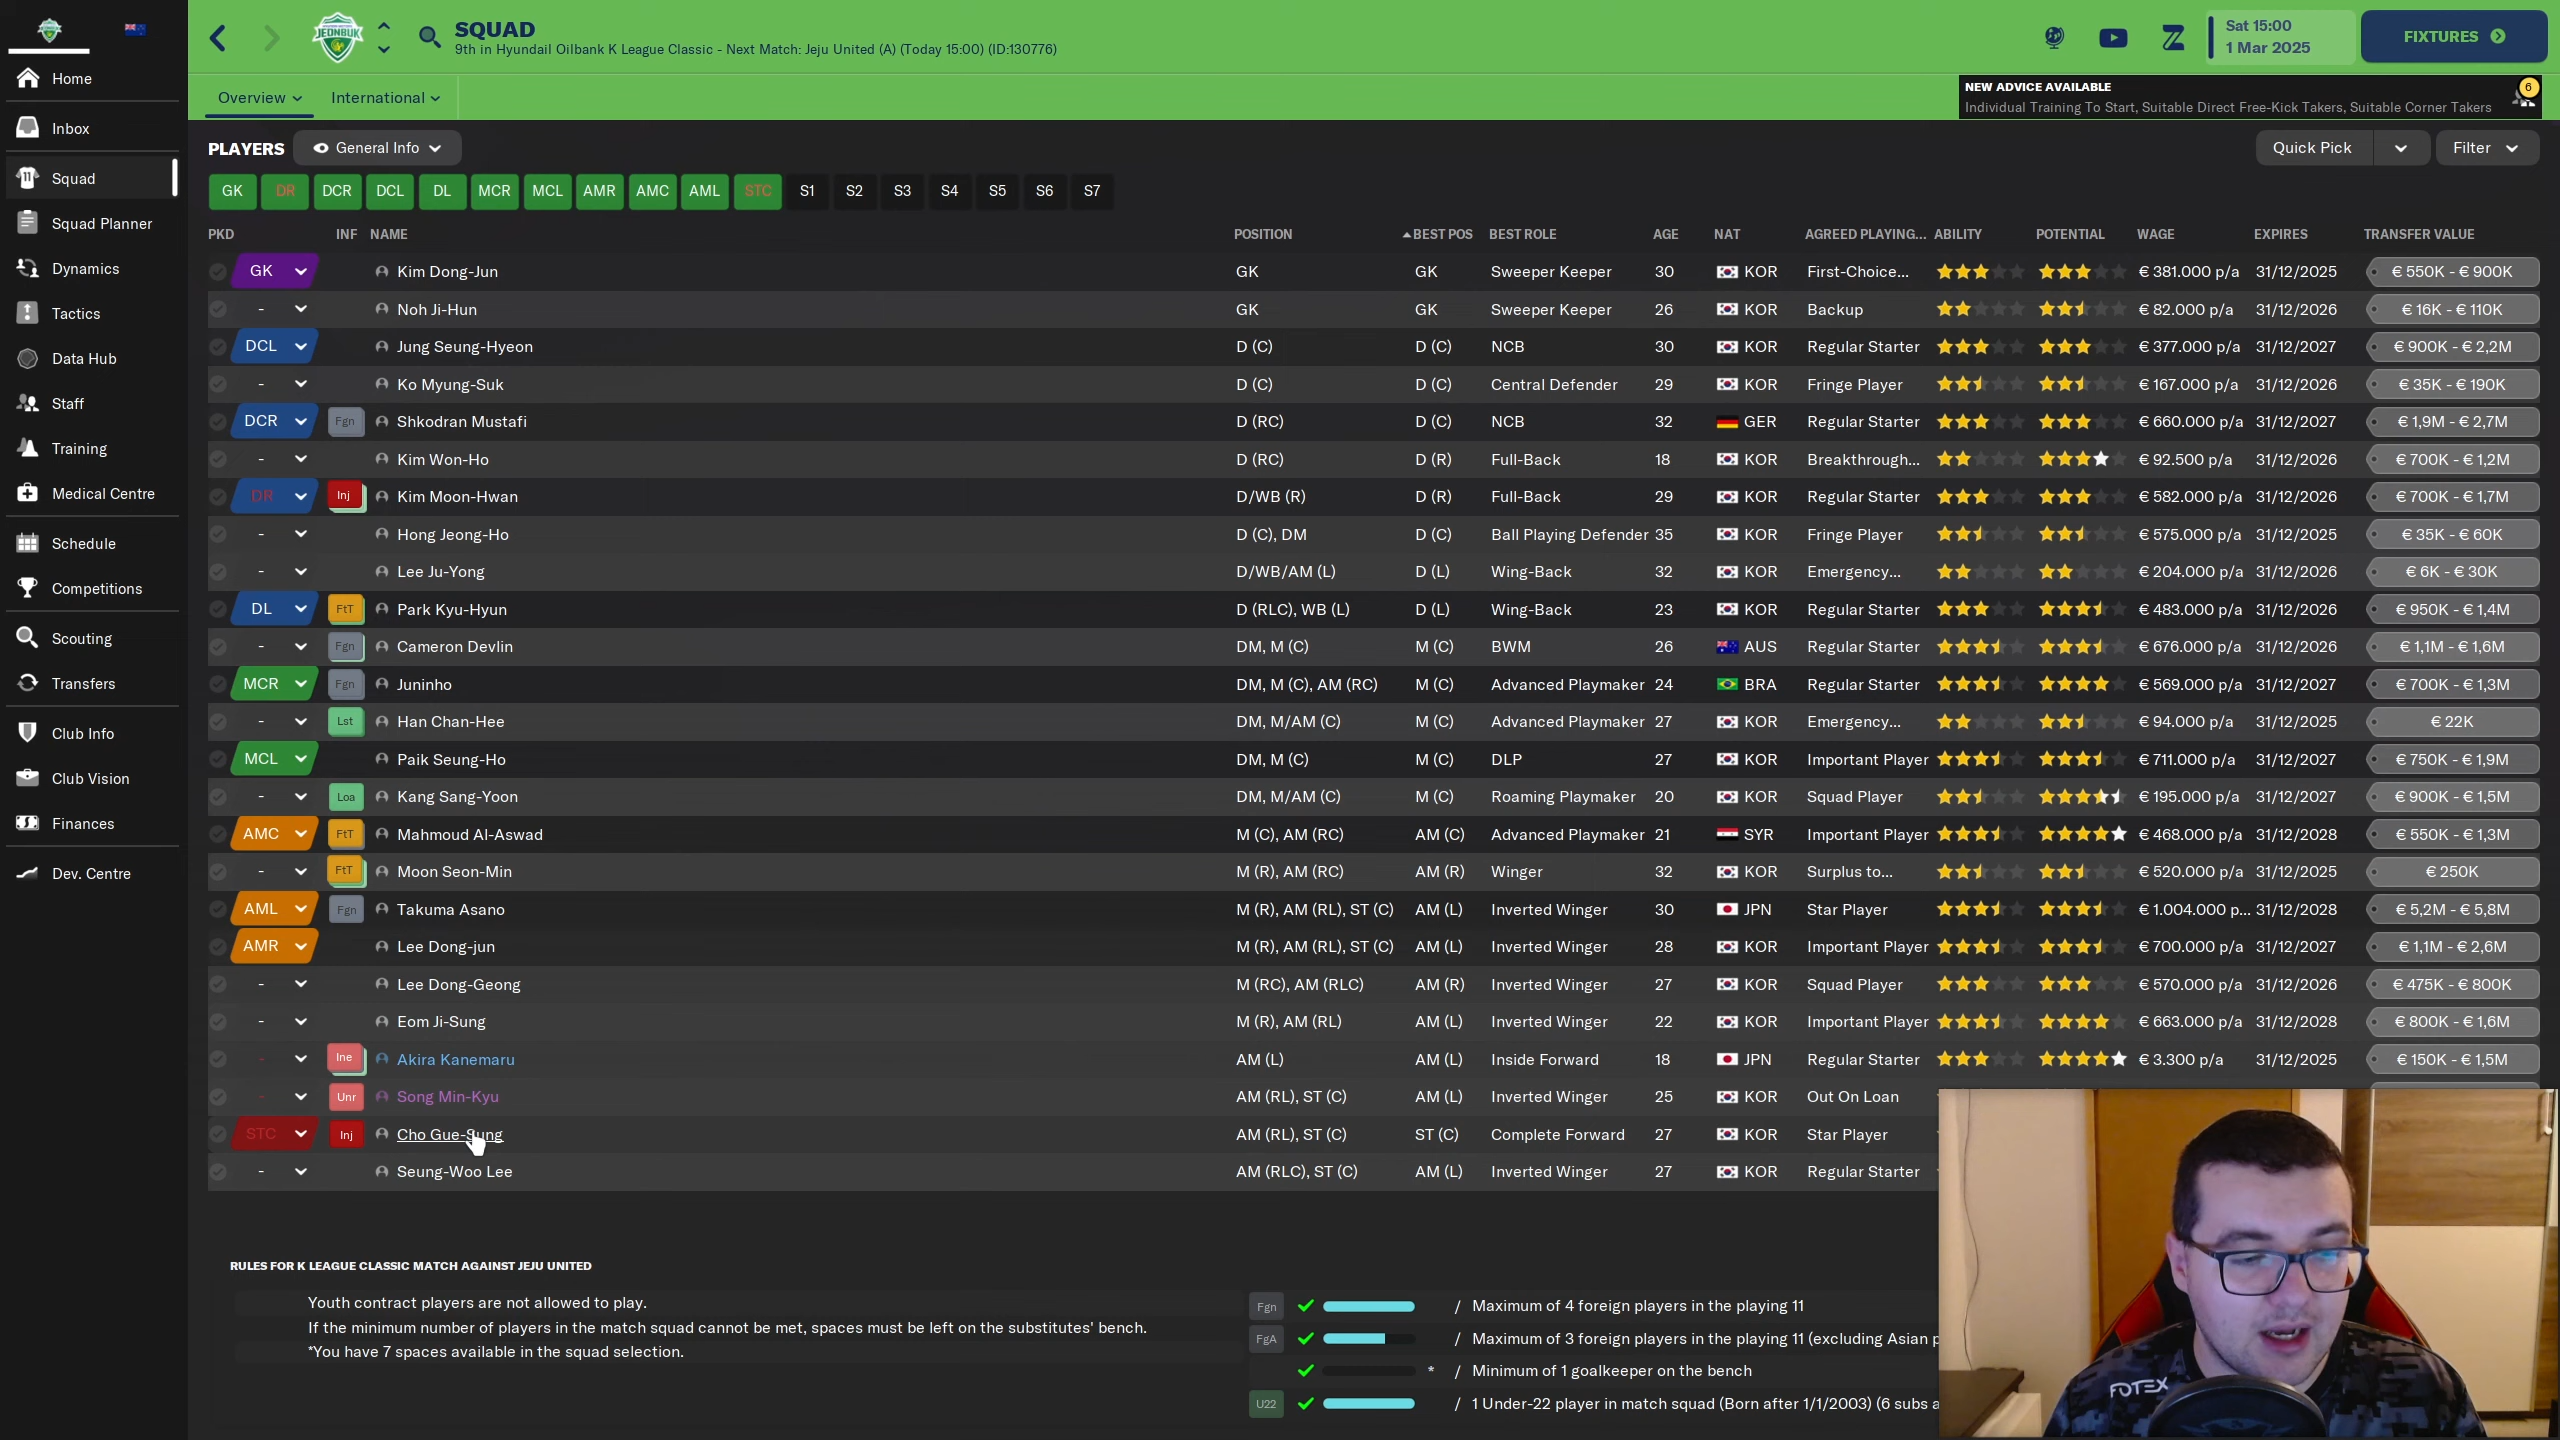 JEONBUK
SQUAD
9th in Hyundail Oilbank K League Classic - Next Match: Jeju United (A) (Today 15:00) (ID:130776)
Sat 15:00
1 Mar 2025
FIXTURES
Overview
International
NEW ADVICE AVAILABLE
Individual Training To Start, Suitable Direct Free-Kick Takers, Suitable Corner Takers
6
Home
Inbox
Squad
Squad Planner
Dynamics
Tactics
Data Hub
Staff
Training
Medical Centre
Schedule
Competitions
Scouting
Transfers
Club Info
Club Vision
Finances
Dev. Centre
PLAYERS General Info
Quick Pick Filter
GK DR DCR DCL DL MCR MCL AMR AMC AML STC S1 S2 S3 S4 S5 S6 S7
PKD INF NAME POSITION BEST POS BEST ROLE AGE NAT AGREED PLAYING... ABILITY POTENTIAL WAGE EXPIRES TRANSFER VALUE
GK Kim Dong-Jun GK GK Sweeper Keeper 30 KOR First-Choice... € 381.000 p/a 31/12/2025 € 550K - € 900K
- Noh Ji-Hun GK GK Sweeper Keeper 26 KOR Backup € 82.000 p/a 31/12/2026 € 16K - € 110K
DCL Jung Seung-Hyeon D (C) D (C) NCB 30 KOR Regular Starter € 377.000 p/a 31/12/2027 € 900K - € 2,2M
- Ko Myung-Suk D (C) D (C) Central Defender 29 KOR Fringe Player € 167.000 p/a 31/12/2026 € 35K - € 190K
DCR Fgn Shkodran Mustafi D (RC) D (C) NCB 32 GER Regular Starter € 660.000 p/a 31/12/2027 € 1,9M - € 2,7M
- Kim Won-Ho D (RC) D (R) Full-Back 18 KOR Breakthrough... € 92.500 p/a 31/12/2026 € 700K - € 1,2M
DR Inj Kim Moon-Hwan D/WB (R) D (R) Full-Back 29 KOR Regular Starter € 582.000 p/a 31/12/2026 € 700K - € 1,7M
- Hong Jeong-Ho D (C), DM D (C) Ball Playing Defender 35 KOR Fringe Player € 575.000 p/a 31/12/2025 € 35K - € 60K
- Lee Ju-Yong D/WB/AM (L) D (L) Wing-Back 32 KOR Emergency... € 204.000 p/a 31/12/2026 € 6K - € 30K
DL FtT Park Kyu-Hyun D (RLC), WB (L) D (L) Wing-Back 23 KOR Regular Starter € 483.000 p/a 31/12/2026 € 950K - € 1,4M
- Fgn Cameron Devlin DM, M (C) M (C) BWM 26 AUS Regular Starter € 676.000 p/a 31/12/2026 € 1,1M - € 1,6M
MCR Fgn Juninho DM, M (C), AM (RC) M (C) Advanced Playmaker 24 BRA Regular Starter € 569.000 p/a 31/12/2027 € 700K - € 1,3M
- Lst Han Chan-Hee DM, M/AM (C) M (C) Advanced Playmaker 27 KOR Emergency... € 94.000 p/a 31/12/2025 € 22K
MCL Paik Seung-Ho DM, M (C) M (C) DLP 27 KOR Important Player € 711.000 p/a 31/12/2027 € 750K - € 1,9M
- Loa Kang Sang-Yoon DM, M/AM (C) M (C) Roaming Playmaker 20 KOR Squad Player € 195.000 p/a 31/12/2027 € 900K - € 1,5M
AMC FtT Mahmoud Al-Aswad M (C), AM (RC) AM (C) Advanced Playmaker 21 SYR Important Player € 468.000 p/a 31/12/2028 € 550K - € 1,3M
- FtT Moon Seon-Min M (R), AM (RC) AM (R) Winger 32 KOR Surplus to... € 520.000 p/a 31/12/2025 € 250K
AML Fgn Takuma Asano M (R), AM (RL), ST (C) AM (L) Inverted Winger 30 JPN Star Player € 1.004.000 p... 31/12/2028 € 5,2M - € 5,8M
AMR Lee Dong-jun M (R), AM (RL), ST (C) AM (L) Inverted Winger 28 KOR Important Player € 700.000 p/a 31/12/2027 € 1,1M - € 2,6M
- Lee Dong-Geong M (RC), AM (RLC) AM (R) Inverted Winger 27 KOR Squad Player € 570.000 p/a 31/12/2026 € 475K - € 800K
- Eom Ji-Sung M (R), AM (RL) AM (L) Inverted Winger 22 KOR Important Player € 663.000 p/a 31/12/2028 € 800K - € 1,6M
- Ine Akira Kanemaru AM (L) AM (L) Inside Forward 18 JPN Regular Starter € 3.300 p/a 31/12/2025 € 150K - € 1,5M
- Unr Song Min-Kyu AM (RL), ST (C) AM (L) Inverted Winger 25 KOR Out On Loan
STC Inj Cho Gue-Sung AM (RL), ST (C) ST (C) Complete Forward 27 KOR Star Player
- Seung-Woo Lee AM (RLC), ST (C) AM (L) Inverted Winger 27 KOR Regular Starter
RULES FOR K LEAGUE CLASSIC MATCH AGAINST JEJU UNITED
Youth contract players are not allowed to play.
If the minimum number of players in the match squad cannot be met, spaces must be left on the substitutes' bench.
*You have 7 spaces available in the squad selection.
Fgn / Maximum of 4 foreign players in the playing 11
FgA / Maximum of 3 foreign players in the playing 11 (excluding Asian p
* / Minimum of 1 goalkeeper on the bench
U22 / 1 Under-22 player in match squad (Born after 1/1/2003) (6 subs a
FOTEX